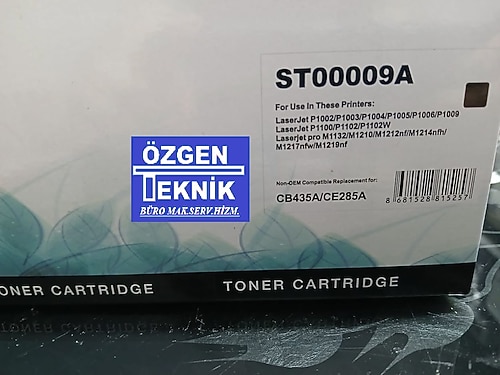 ST00009A
For Use In These Printers:
LaserJet P1002/P1003/P1004/P1005/P1006/P1009
LaserJet P1100/P1102/P1102W
Laserjet pro M1132/M1210/M1212nf/M1214nfh/
M1217nfw/M1219nf
ÖZGEN
TEKNİK
BÜRO MAK.SERV.HİZM.
Non-OEM Compatible Replacement for:
CB435A/CE285A
8 681528 815257
ONER CARTRIDGE
TONER CARTRIDGE